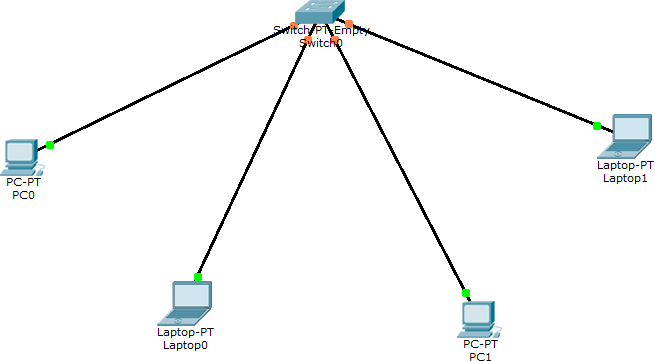 Switch-PT-Empty
Switch0
PC-PT
PC0
Laptop-PT
Laptop1
Laptop-PT
Laptop0
PC-PT
PC1